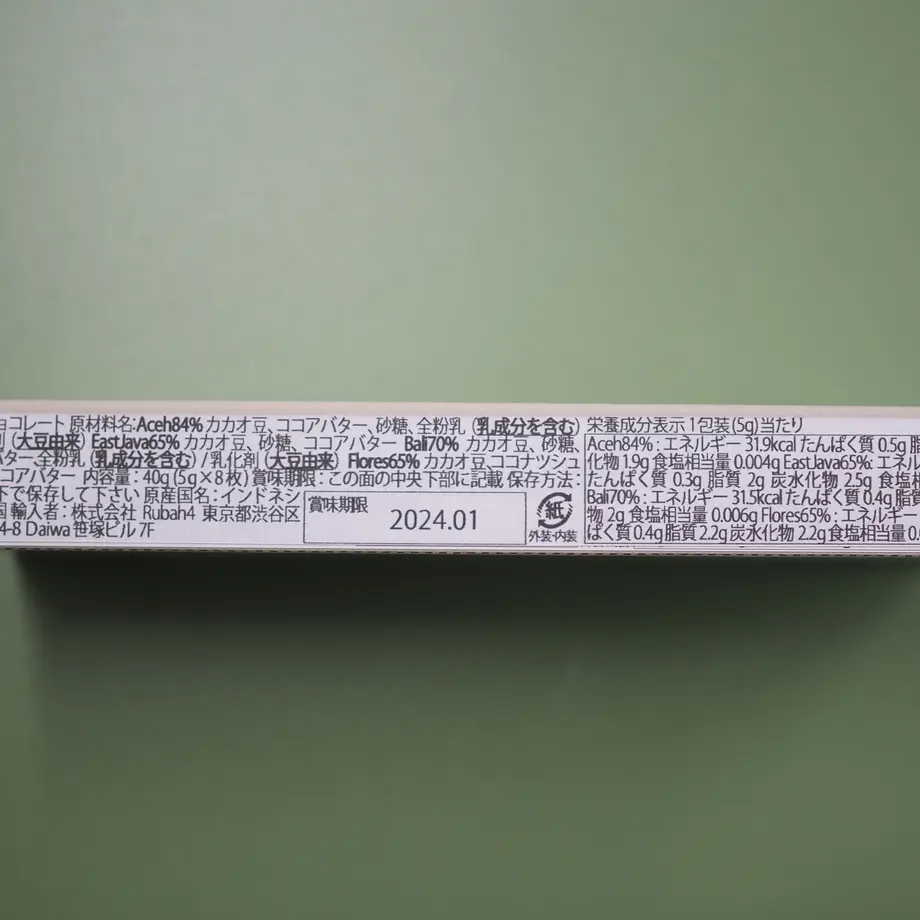 ョコレート 原材料名:Aceh84% カカオ豆、ココアバター、砂糖、全粉乳 (乳成分を含む)
剤 (大豆由来) EastJava65% カカオ豆、砂糖、ココアバター Bali70% カカオ豆、砂糖、
バター、全粉乳 (乳成分を含む) / 乳化剤 (大豆由来) Flores65% カカオ豆、ココナツシュ
ココアバター 内容量: 40g (5g×8枚) 賞味期限: この面の中央下部に記載 保存方法:
下で保存して下さい 原産国名: インドネシ
輸入者: 株式会社 Rubah4 東京都渋谷区
4-8 Daiwa 笹塚ビル 7F
賞味期限
2024.01
紙
外装・内装
栄養成分表示 1包装(5g)当たり
Aceh84%: エネルギー 31.9kcal たんぱく質 0.5g 脂
化物 1.9g 食塩相当量 0.004g EastJava65%: エネル
たんぱく質 0.3g 脂質 2g 炭水化物 2.5g 食塩相
Bali70%: エネルギー 31.5kcal たんぱく質 0.4g 脂
物 2g 食塩相当量 0.006g Flores65%: エネルギー
ぱく質 0.4g 脂質 2.2g 炭水化物 2.2g 食塩相当量